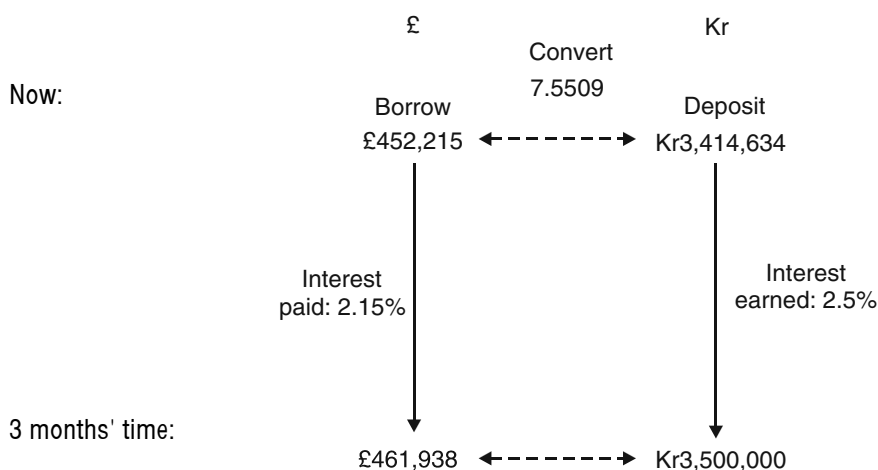 £ Kr
Convert
7.5509
Now:
Borrow Deposit
£452,215 Kr3,414,634
Interest
paid: 2.15%
Interest
earned: 2.5%
3 months' time:
£461,938 Kr3,500,000